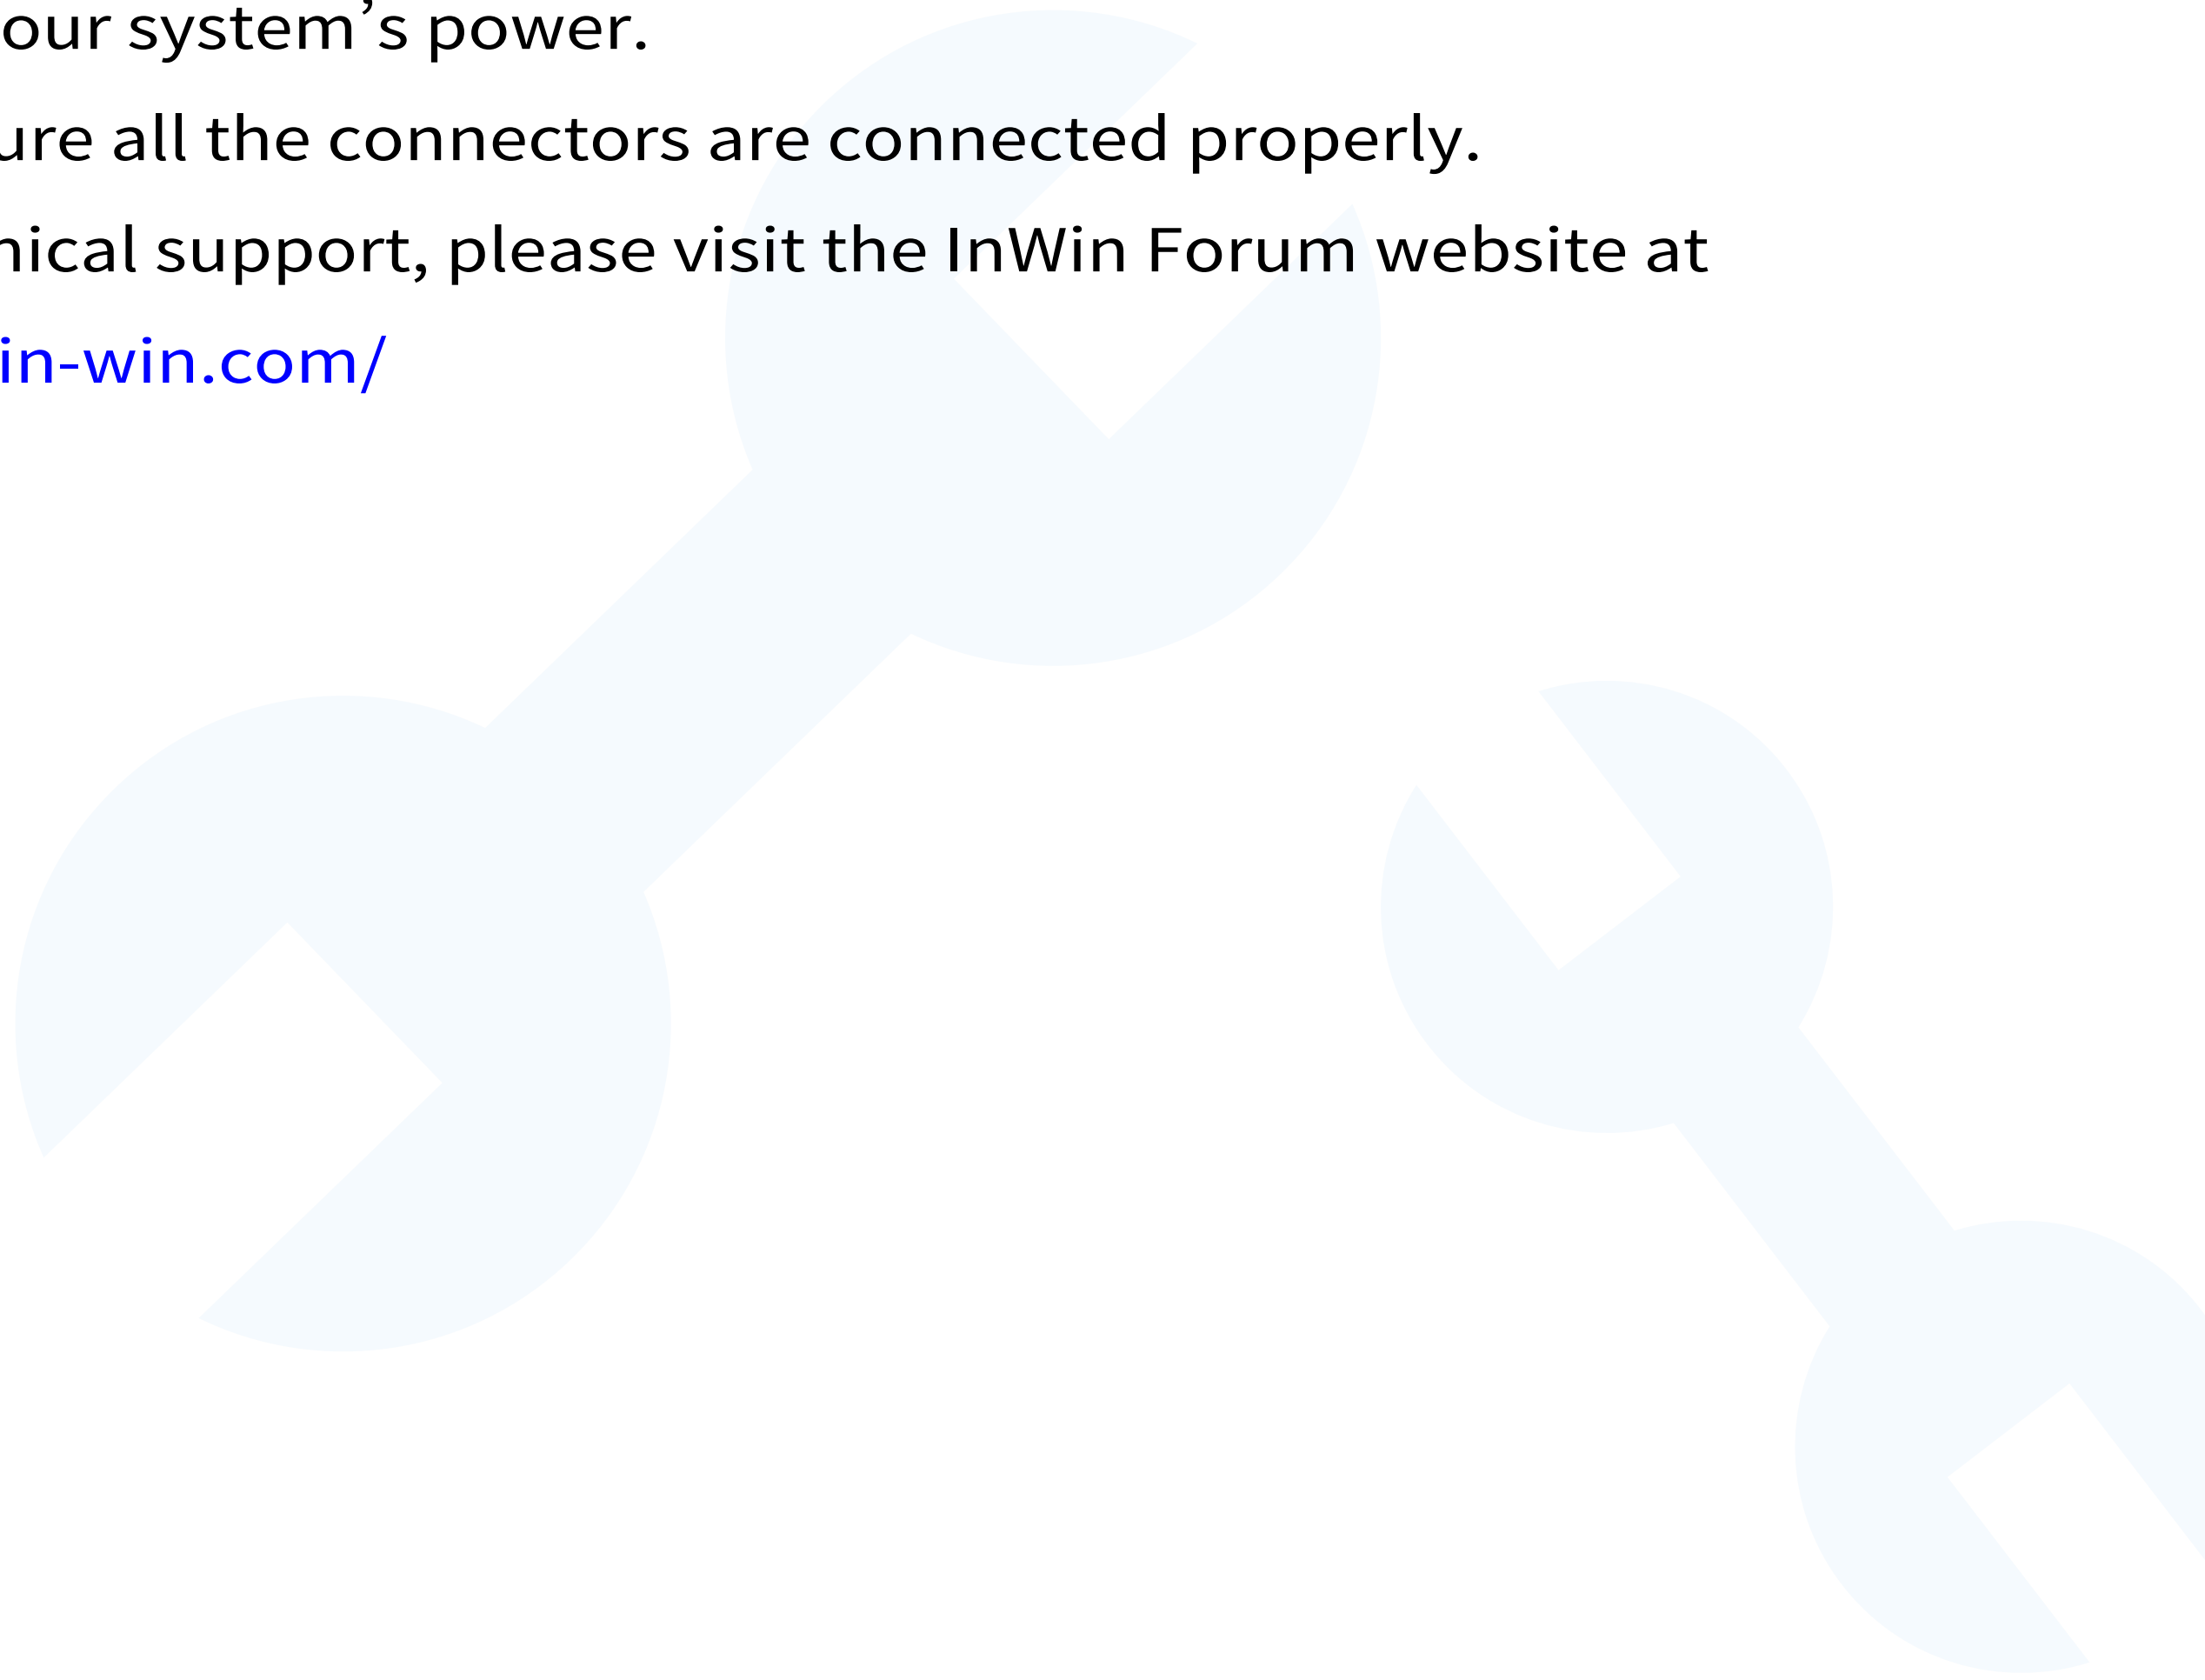 our system’s power.
ure all the connectors are connected properly.
nical support, please visit the InWin Forum website at
in-win.com/